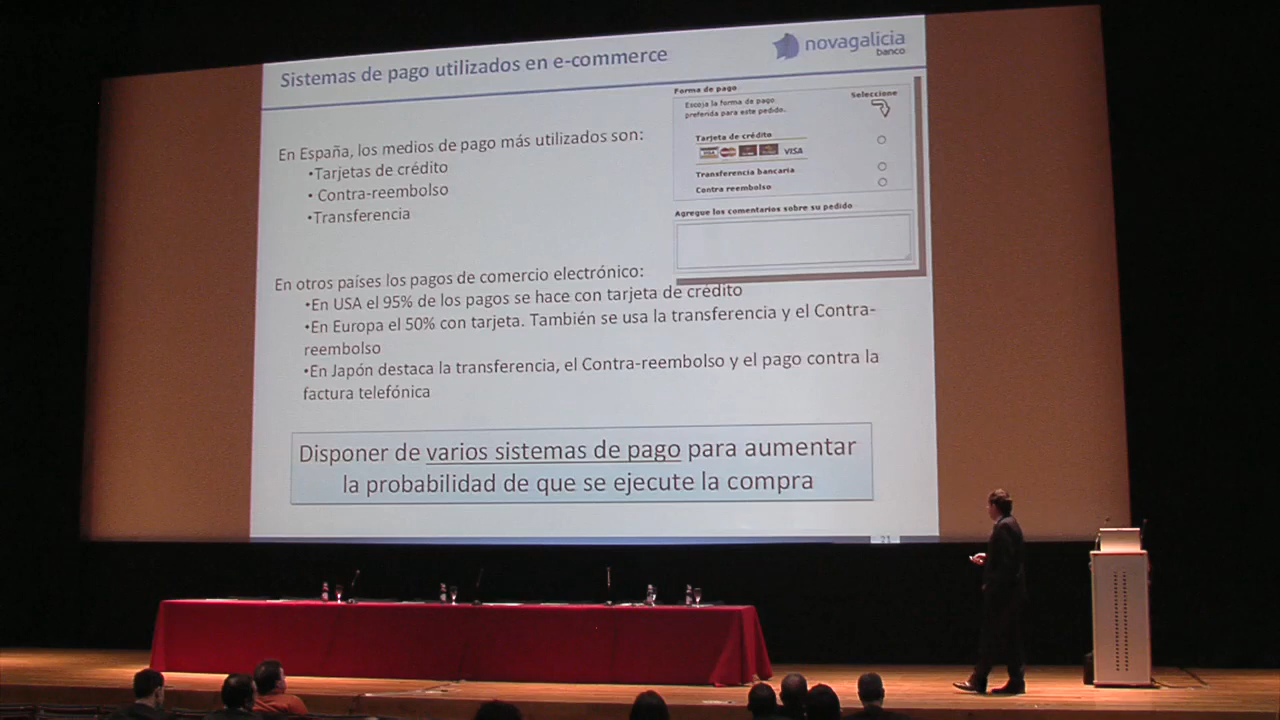 Sistemas de pago utilizados en e-commerce
novagalicia
banco
En España, los medios de pago más utilizados son:
•Tarjetas de crédito
• Contra-reembolso
•Transferencia
Forma de pago
Escoja la forma de pago
preferida para este pedido.
Seleccione
Tarjeta de crédito
VISA
Transferencia bancaria
Contra reembolso
Agregue los comentarios sobre su pedido
En otros países los pagos de comercio electrónico:
•En USA el 95% de los pagos se hace con tarjeta de crédito
•En Europa el 50% con tarjeta. También se usa la transferencia y el Contra-
reembolso
•En Japón destaca la transferencia, el Contra-reembolso y el pago contra la
factura telefónica
Disponer de varios sistemas de pago para aumentar
la probabilidad de que se ejecute la compra
21